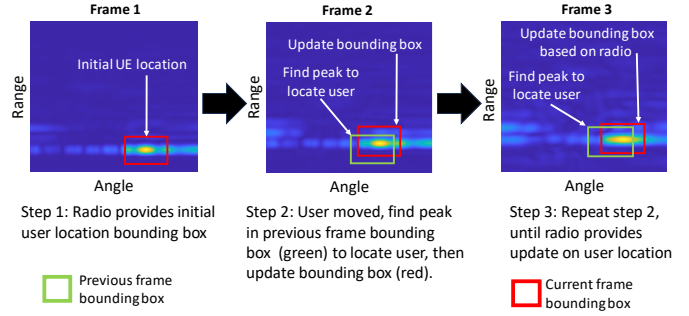 Frame 1
Frame 2
Frame 3
Initial UE location
Update bounding box
Find peak to
locate user
Update bounding box
based on radio
Find peak to
locate user
Range
Range
Range
Angle
Angle
Angle
Step 1: Radio provides initial
user location bounding box
Step 2: User moved, find peak
in previous frame bounding
box (green) to locate user, then
update bounding box (red).
Step 3: Repeat step 2,
until radio provides
update on user location
Previous frame
bounding box
Current frame
bounding box